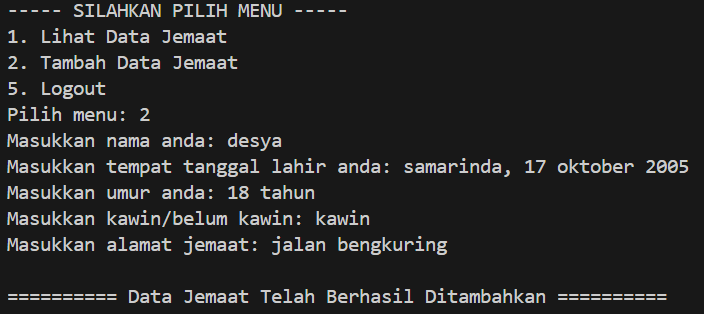 ----- SILAHKAN PILIH MENU -----
1. Lihat Data Jemaat
2. Tambah Data Jemaat
5. Logout
Pilih menu: 2
Masukkan nama anda: desya
Masukkan tempat tanggal lahir anda: samarinda, 17 oktober 2005
Masukkan umur anda: 18 tahun
Masukkan kawin/belum kawin: kawin
Masukkan alamat jemaat: jalan bengkuring

========== Data Jemaat Telah Berhasil Ditambahkan ==========